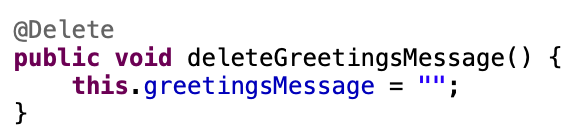 @Delete
public void deleteGreetingsMessage() {
    this.greetingsMessage = "";
}